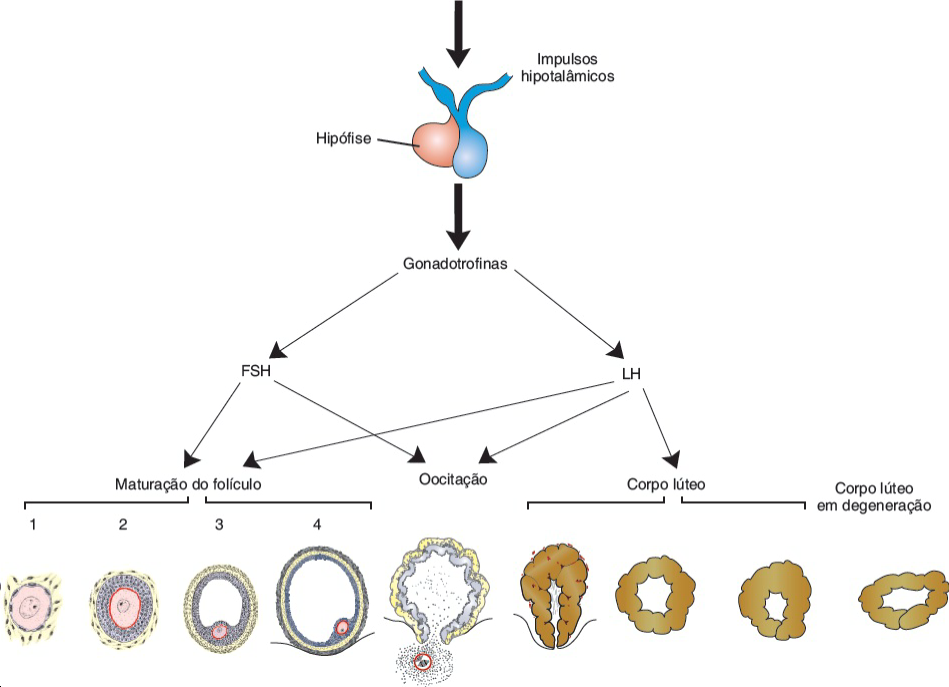 Impulsos
hipotalâmicos
Hipófise
Gonadotrofinas
FSH
LH
Maturação do folículo
Oocitação
Corpo lúteo
Corpo lúteo
em degeneração
1 2 3 4